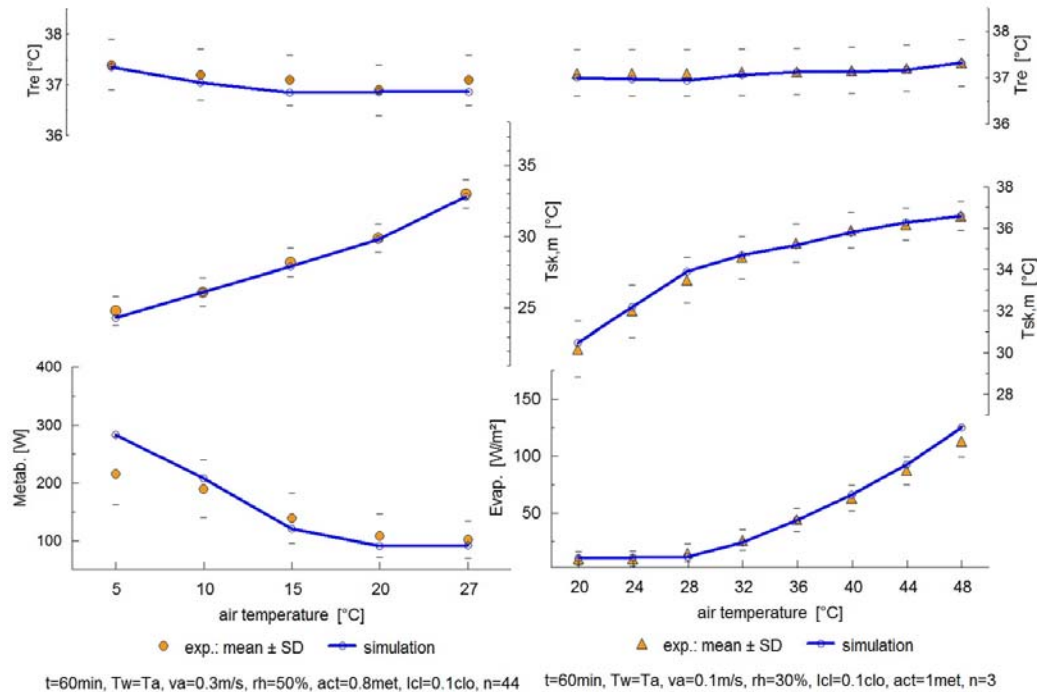 38
37
36
Tre [°C]
38
37
36
Tre [°C]
35
30
25
Tsk,m [°C]
38
36
34
32
30
28
Tsk,m [°C]
400
300
200
100
Metab. [W]
150
100
50
Evap. [W/m²]
5 10 15 20 27
20 24 28 32 36 40 44 48
air temperature [°C]
air temperature [°C]
exp.: mean ± SD simulation
exp.: mean ± SD simulation
t=60min, Tw=Ta, va=0.3m/s, rh=50%, act=0.8met, Icl=0.1clo, n=44
t=60min, Tw=Ta, va=0.1m/s, rh=30%, act=1met, Icl=0.1clo, n=3